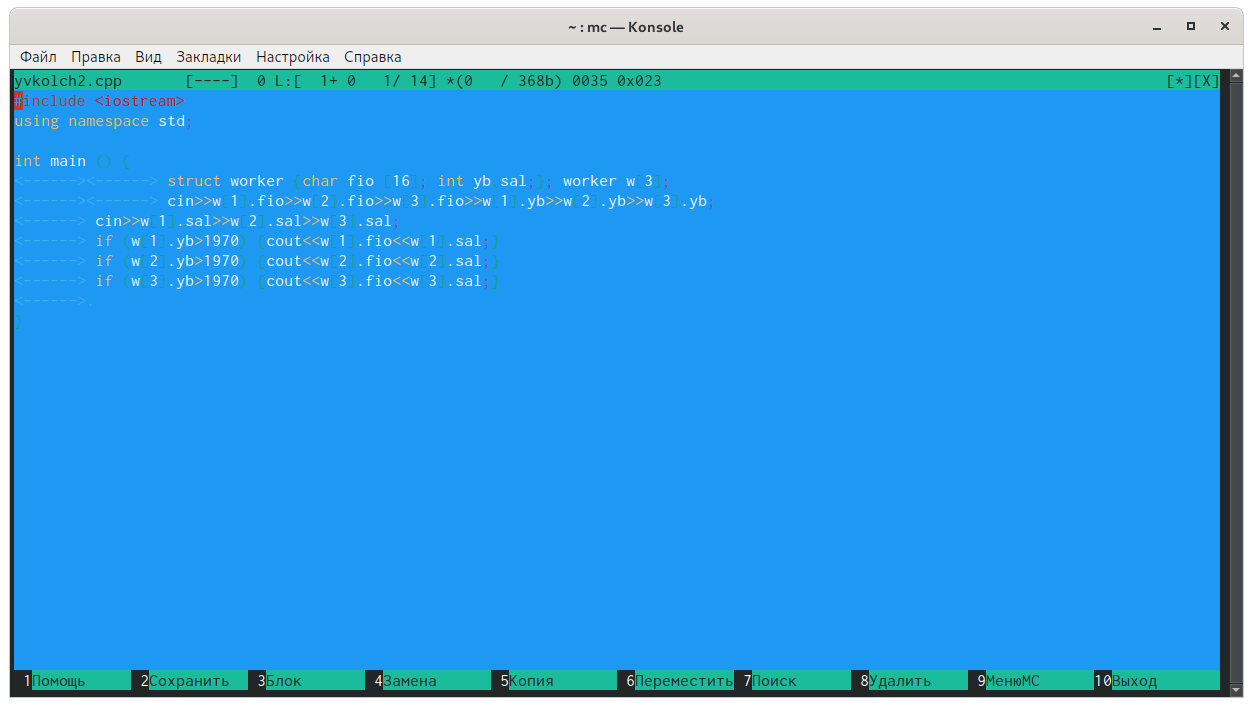 ~ : mc — Konsole
Файл Правка Вид Закладки Настройка Справка
yvkolch2.cpp [----] 0 L:[ 1+ 0 1/ 14] *(0 / 368b) 0035 0x023 [*][X]
#include <iostream>
using namespace std;
int main () {
<------><------> struct worker {char fio [16]; int yb,sal;}; worker w[3];
<------><------> cin>>w[1].fio>>w[2].fio>>w[3].fio>>w[1].yb>>w[2].yb>>w[3].yb;
<------> cin>>w[1].sal>>w[2].sal>>w[3].sal;
<------> if (w[1].yb>1970) {cout<<w[1].fio<<w[1].sal;}
<------> if (w[2].yb>1970) {cout<<w[2].fio<<w[2].sal;}
<------> if (w[3].yb>1970) {cout<<w[3].fio<<w[3].sal;}
<------>.
}
1Помощь 2Сохранить 3Блок 4Замена 5Копия 6Переместить 7Поиск 8Удалить 9МенюMC 10Выход